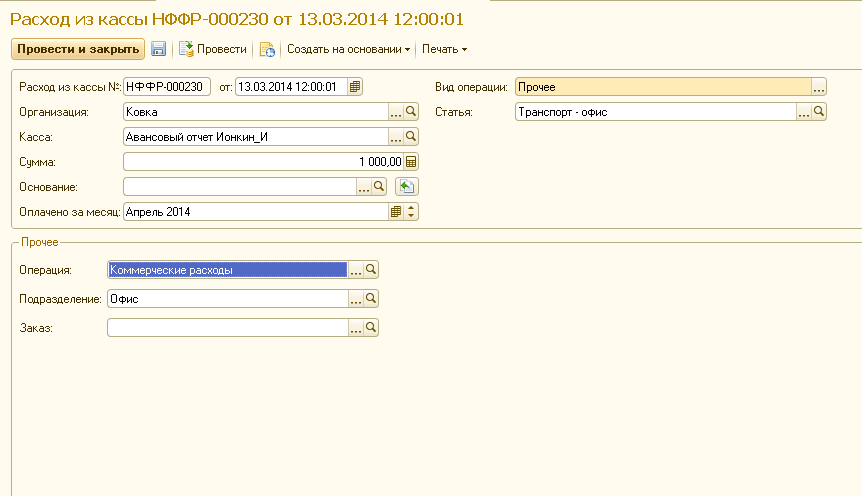 Расход из кассы НФФР-000230 от 13.03.2014 12:00:01
Провести и закрыть Провести Создать на основании Печать
Расход из кассы №: НФФР-000230 от: 13.03.2014 12:00:01 Вид операции: Прочее ...
Организация: Ковка ... Статья: Транспорт - офис ...
Касса: Авансовый отчет Ионкин_И ...
Сумма: 1 000,00
Основание: ...
Оплачено за месяц: Апрель 2014
Прочее
Операция: Коммерческие расходы ...
Подразделение: Офис ...
Заказ: ...